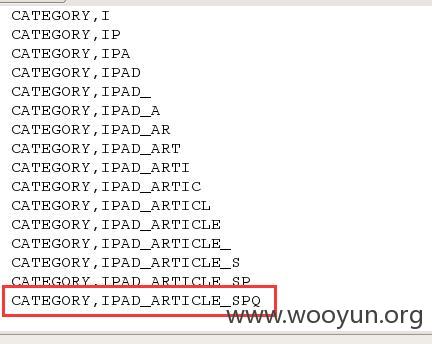 CATEGORY,I
CATEGORY,IP
CATEGORY,IPA
CATEGORY,IPAD
CATEGORY,IPAD_
CATEGORY,IPAD_A
CATEGORY,IPAD_AR
CATEGORY,IPAD_ART
CATEGORY,IPAD_ARTI
CATEGORY,IPAD_ARTIC
CATEGORY,IPAD_ARTICL
CATEGORY,IPAD_ARTICLE
CATEGORY,IPAD_ARTICLE_
CATEGORY,IPAD_ARTICLE_S
CATEGORY,IPAD_ARTICLE_SP
CATEGORY,IPAD_ARTICLE_SPQ
www.wooyun.org